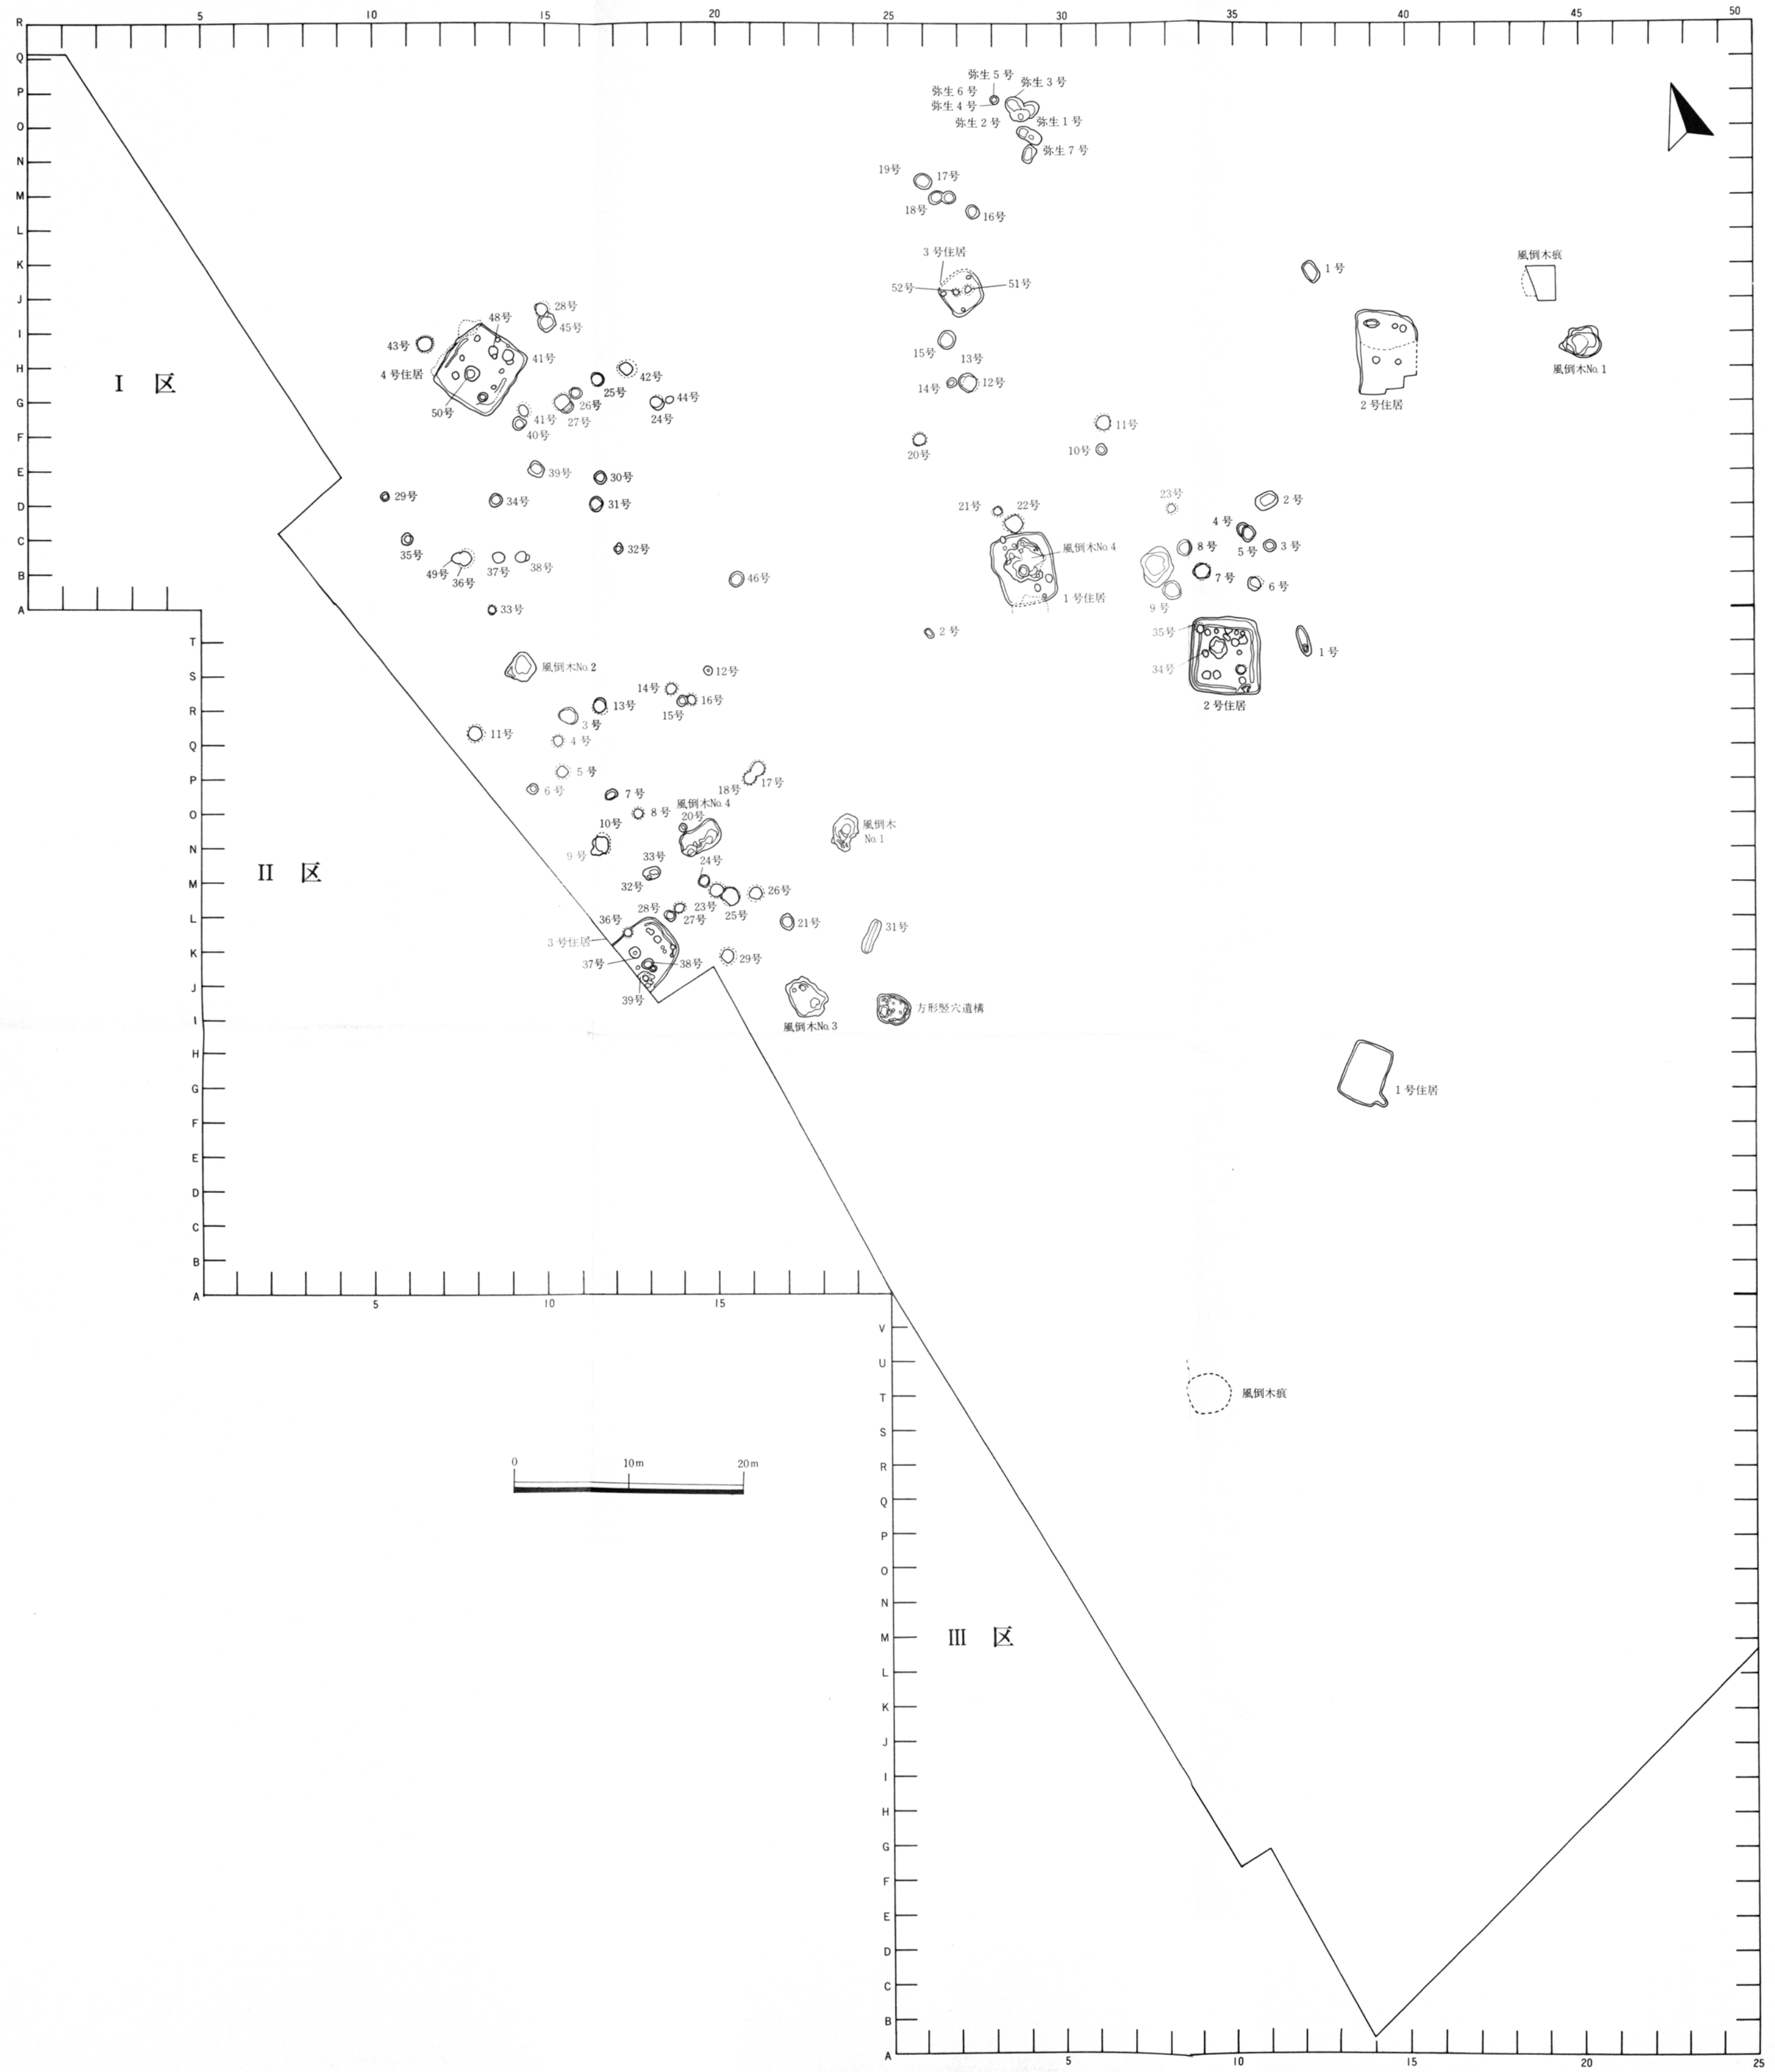 5 10 15 20 25 30 35 40 45 50
R
Q
P
O
N
M
L
K
J
I
H
G
F
E
D
C
B
A
弥生5号
弥生3号
弥生6号
弥生4号
弥生2号
弥生1号
弥生7号
19号
17号
18号
16号
3号住居
52号
51号
1号
風倒木痕
28号
48号
45号
43号
41号
4号住居
50号
42号
25号
26号
27号
44号
24号
41号
40号
15号
13号
14号
12号
風倒木No.1
2号住居
11号
10号
20号
39号
30号
29号
34号
31号
35号
32号
49号
36号
37号
38号
46号
33号
21号
22号
23号
2号
4号
5号
3号
8号
7号
6号
9号
風倒木No.4
1号住居
I 区
T
S
R
Q
P
O
N
M
L
K
J
I
H
G
F
E
D
C
B
A
2号
35号
34号
1号
2号住居
風倒木No.2
12号
14号
13号
15号
16号
3号
11号
4号
5号
6号
7号
17号
18号
8号
風倒木No.4
20号
10号
9号
風倒木
No.1
33号
32号
24号
26号
23号
25号
28号
27号
21号
31号
36号
3号住居
37号
38号
39号
29号
風倒木No.3
方形竪穴遺構
1号住居
II 区
5 10 15
V
U
T
S
R
Q
P
O
N
M
L
K
J
I
H
G
F
E
D
C
B
A
風倒木痕
0 10m 20m
III 区
5 10 15 20 25